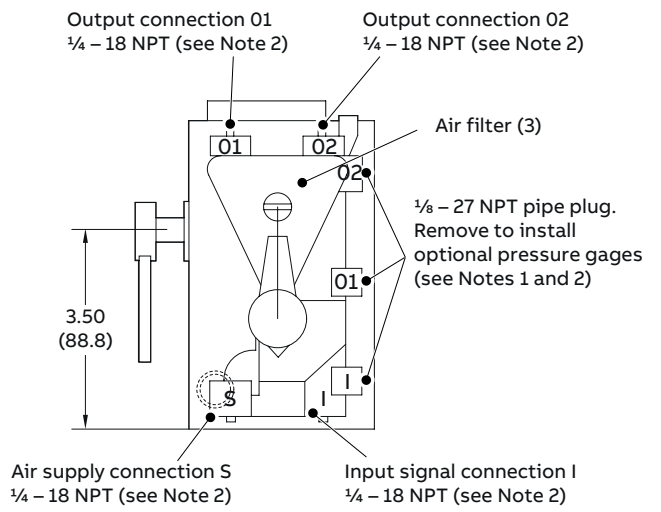 Output connection 01
¼ – 18 NPT (see Note 2)
Output connection 02
¼ – 18 NPT (see Note 2)
Air filter (3)
01
02
02
⅛ – 27 NPT pipe plug.
Remove to install
optional pressure gages
(see Notes 1 and 2)
01
3.50
(88.8)
I
S
I
Air supply connection S
¼ – 18 NPT (see Note 2)
Input signal connection I
¼ – 18 NPT (see Note 2)